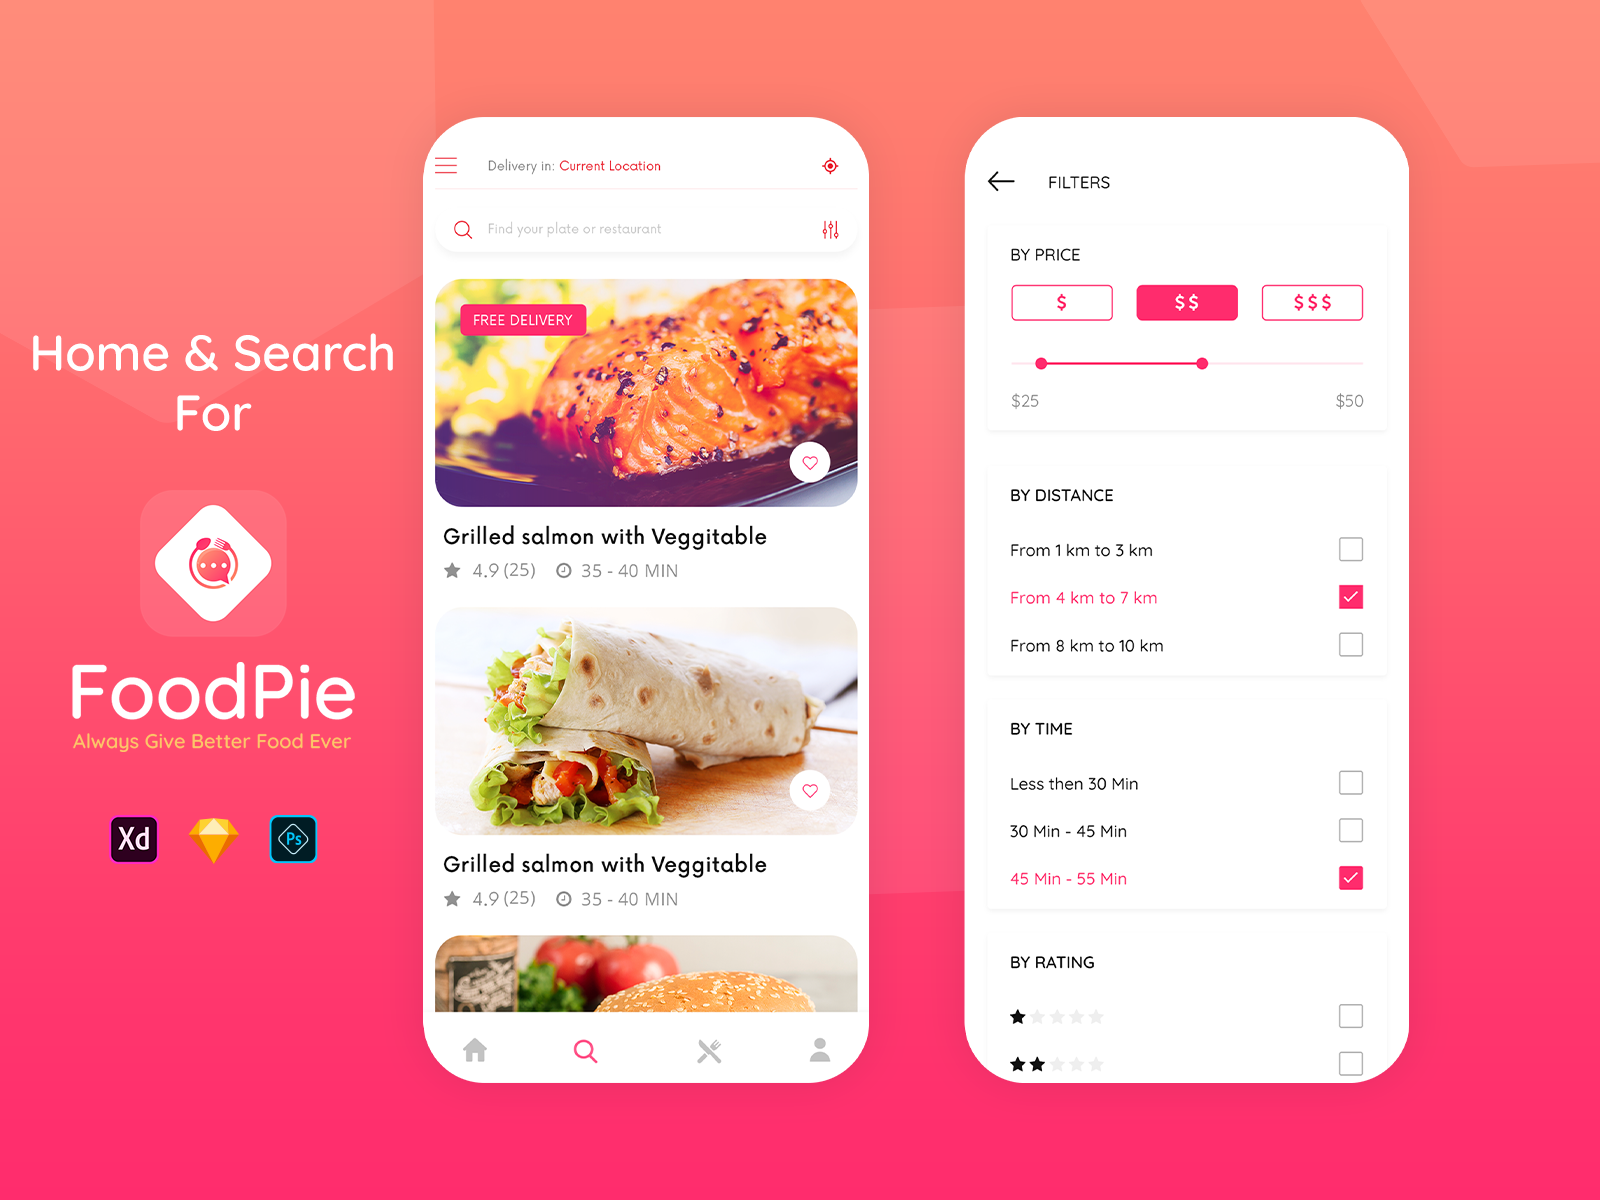 Home & Search
For
FoodPie
Always Give Better Food Ever
Xd
Ps
Delivery in: Current Location
Find your plate or restaurant
FREE DELIVERY
Grilled salmon with Veggitable
4.9 (25) 35 - 40 MIN
Grilled salmon with Veggitable
4.9 (25) 35 - 40 MIN
FILTERS
BY PRICE
$ $$ $$$
$25 $50
BY DISTANCE
From 1 km to 3 km
From 4 km to 7 km
From 8 km to 10 km
BY TIME
Less then 30 Min
30 Min - 45 Min
45 Min - 55 Min
BY RATING